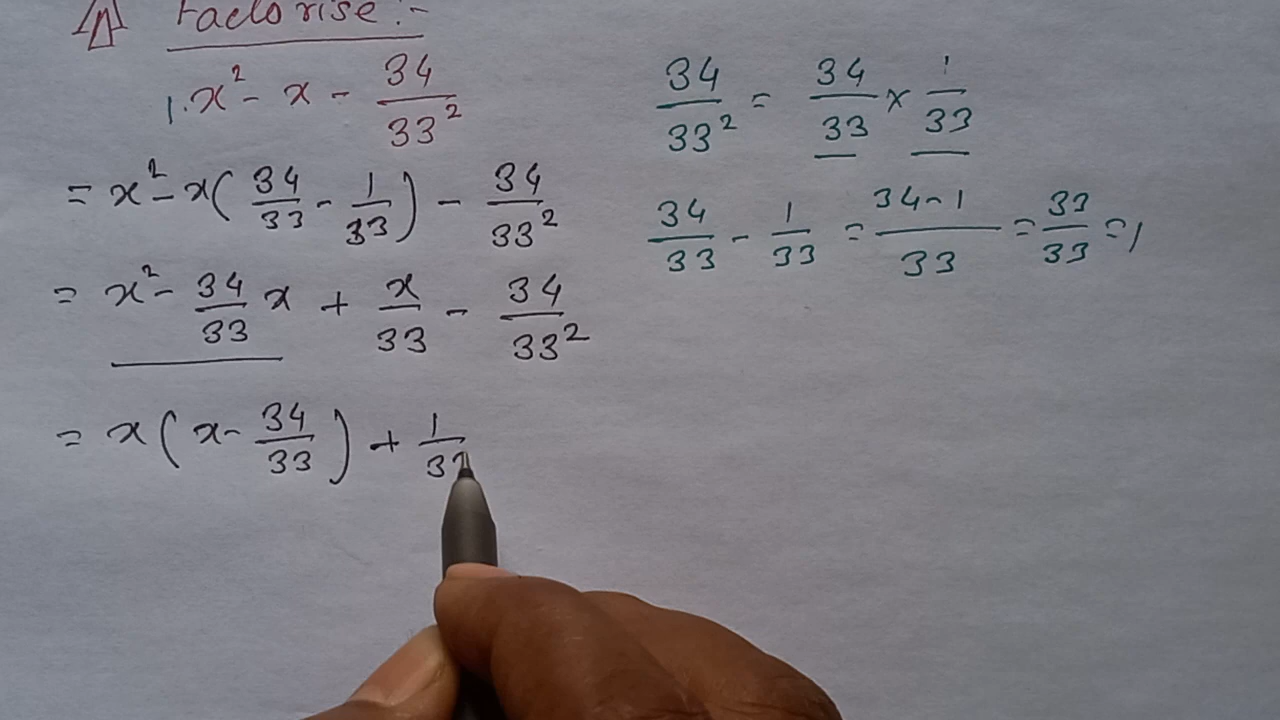 Factorise :-
1. x² - x - 34/33²
= x² - x(34/33 - 1/33) - 34/33²
= x² - 34/33 x + x/33 - 34/33²
= x(x - 34/33) + 1/33
34/33² = 34/33 × 1/33
34/33 - 1/33 = 34-1/33 = 33/33 = 1